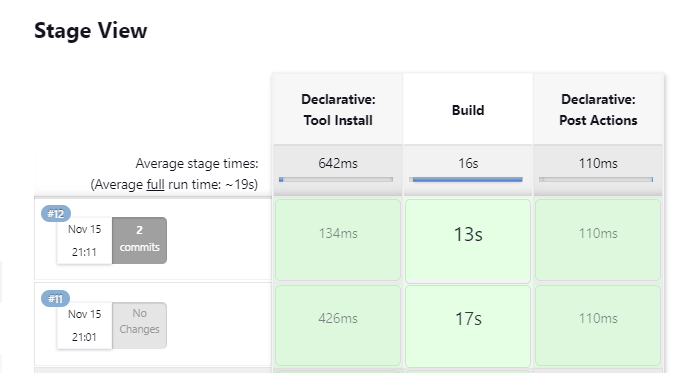 Stage View
Declarative:
Tool Install
Build
Declarative:
Post Actions
Average stage times:
(Average full run time: ~19s)
642ms
16s
110ms
#12
Nov 15
21:11
2
commits
134ms
13s
110ms
#11
Nov 15
21:01
No
Changes
426ms
17s
110ms